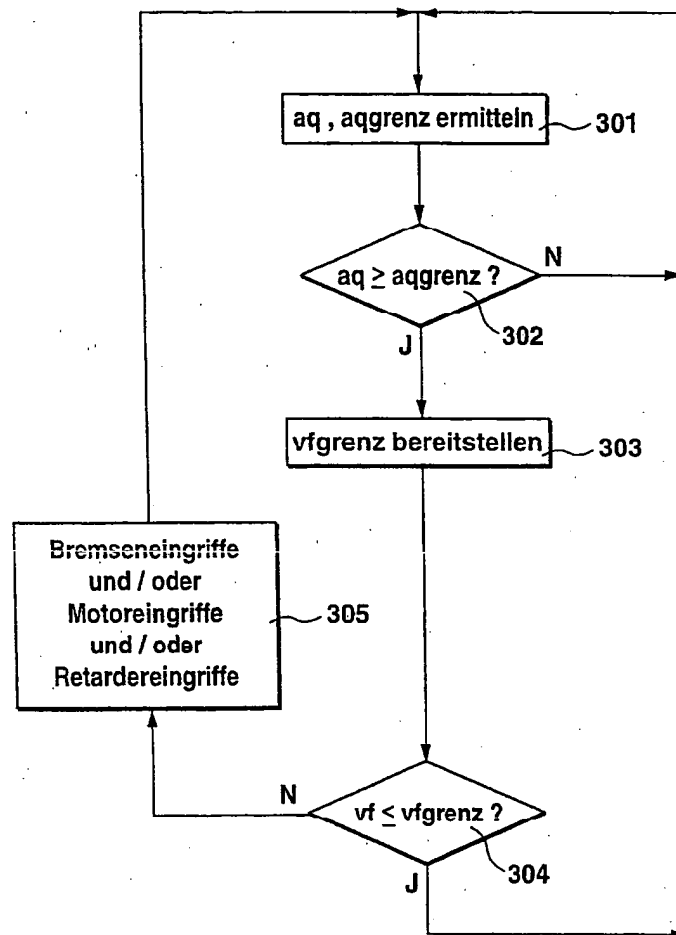 aq , aqgrenz ermitteln
301
aq ≥ aqgrenz ?
N
302
J
vfgrenz bereitstellen
303
Bremseneingriffe
und / oder
Motoreingriffe
und / oder
Retardereingriffe
305
N
vf ≤ vfgrenz ?
304
J